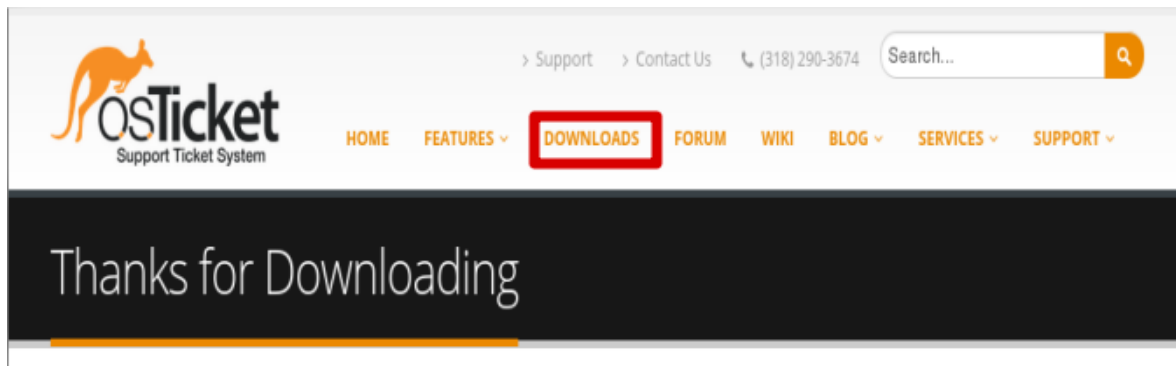 > Support > Contact Us (318) 290-3674 Search...
osTicket
Support Ticket System
HOME FEATURES DOWNLOADS FORUM WIKI BLOG SERVICES SUPPORT
Thanks for Downloading